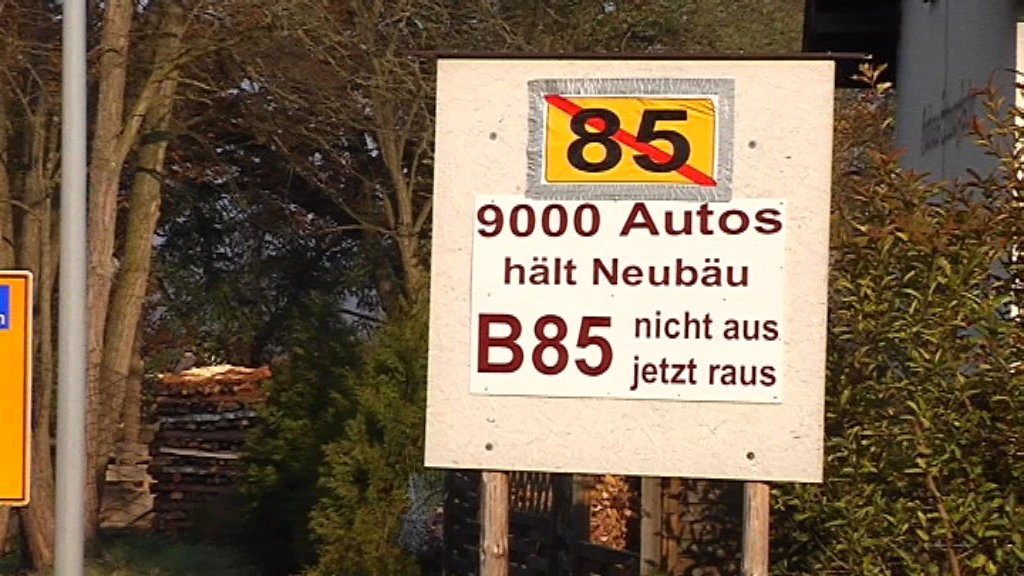 85
9000 Autos
hält Neubäu
B85 nicht aus
jetzt raus